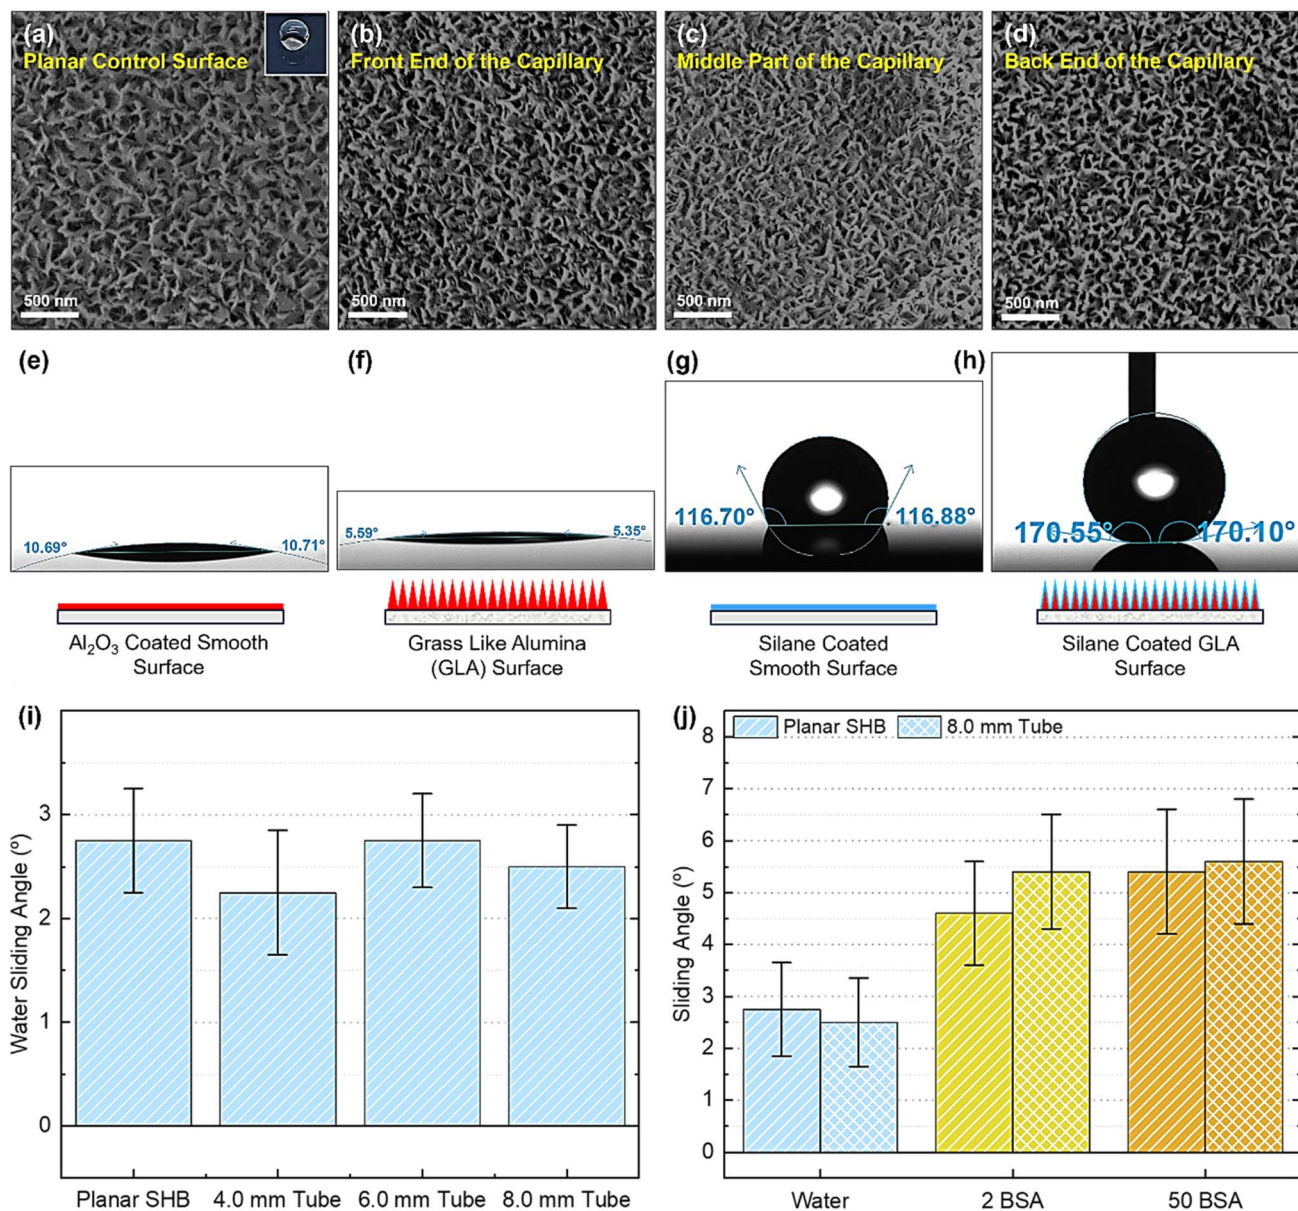 (a)
Planar Control Surface
500 nm
(b)
Front End of the Capillary
500 nm
(c)
Middle Part of the Capillary
500 nm
(d)
Back End of the Capillary
500 nm
(e)
10.69°
10.71°
Al₂O₃ Coated Smooth
Surface
(f)
5.59°
5.35°
Grass Like Alumina
(GLA) Surface
(g)
116.70°
116.88°
Silane Coated
Smooth Surface
(h)
170.55°
170.10°
Silane Coated GLA
Surface
(i)
Water Sliding Angle (º)
3
2
1
0
Planar SHB
4.0 mm Tube
6.0 mm Tube
8.0 mm Tube
(j)
Planar SHB
8.0 mm Tube
Sliding Angle (º)
8
7
6
5
4
3
2
1
0
Water
2 BSA
50 BSA